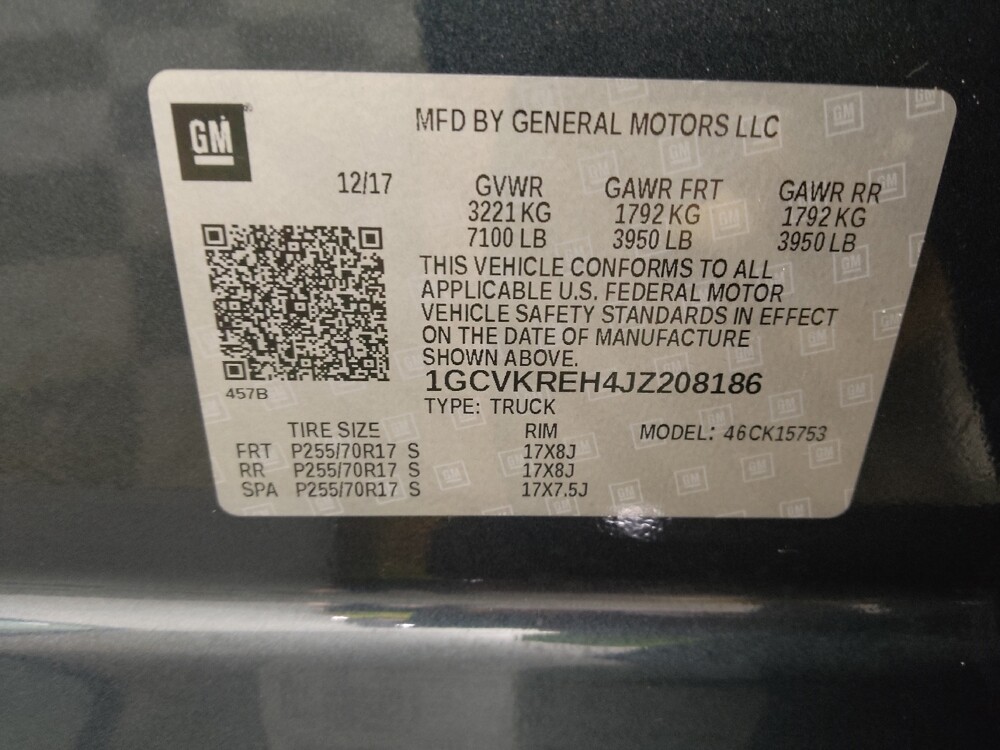 GM
MFD BY GENERAL MOTORS LLC
12/17 GVWR GAWR FRT GAWR RR
3221 KG 1792 KG 1792 KG
7100 LB 3950 LB 3950 LB
THIS VEHICLE CONFORMS TO ALL
APPLICABLE U.S. FEDERAL MOTOR
VEHICLE SAFETY STANDARDS IN EFFECT
ON THE DATE OF MANUFACTURE
SHOWN ABOVE.
457B
1GCVKREH4JZ208186
TYPE: TRUCK
TIRE SIZE RIM MODEL: 46CK15753
FRT P255/70R17 S 17X8J
RR P255/70R17 S 17X8J
SPA P255/70R17 S 17X7.5J